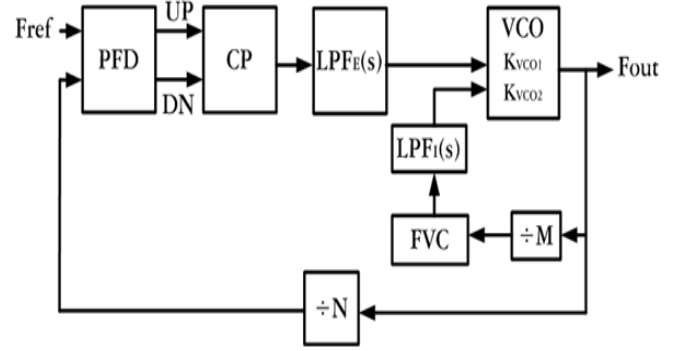 Fref
PFD
UP
DN
CP
LPFE(s)
VCO
KVCO1
KVCO2
Fout
LPFI(s)
FVC
÷M
÷N